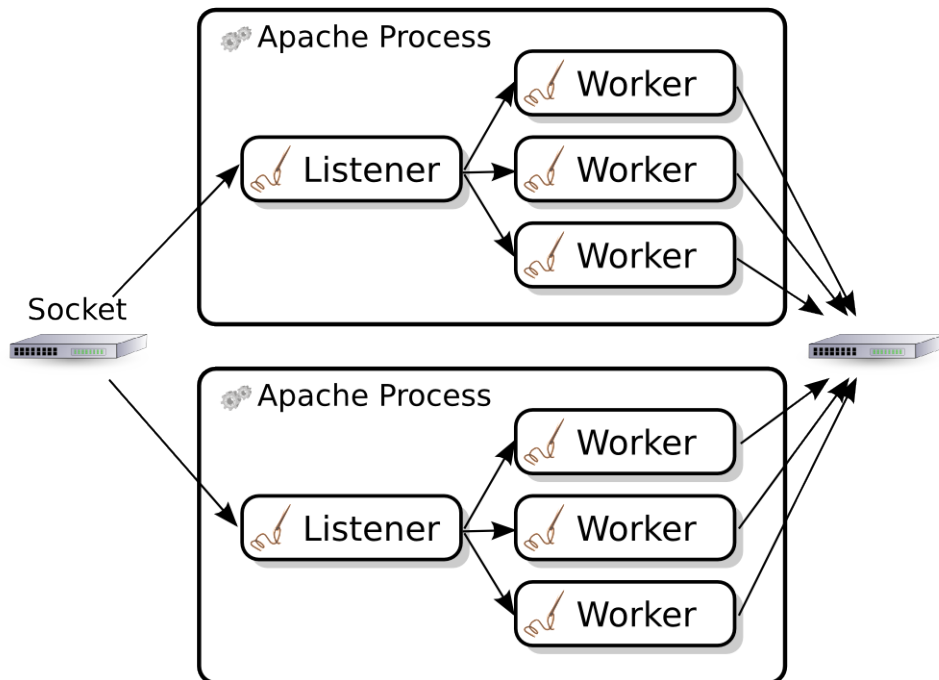 Apache Process
Worker
Listener
Worker
Worker
Socket
Apache Process
Worker
Listener
Worker
Worker